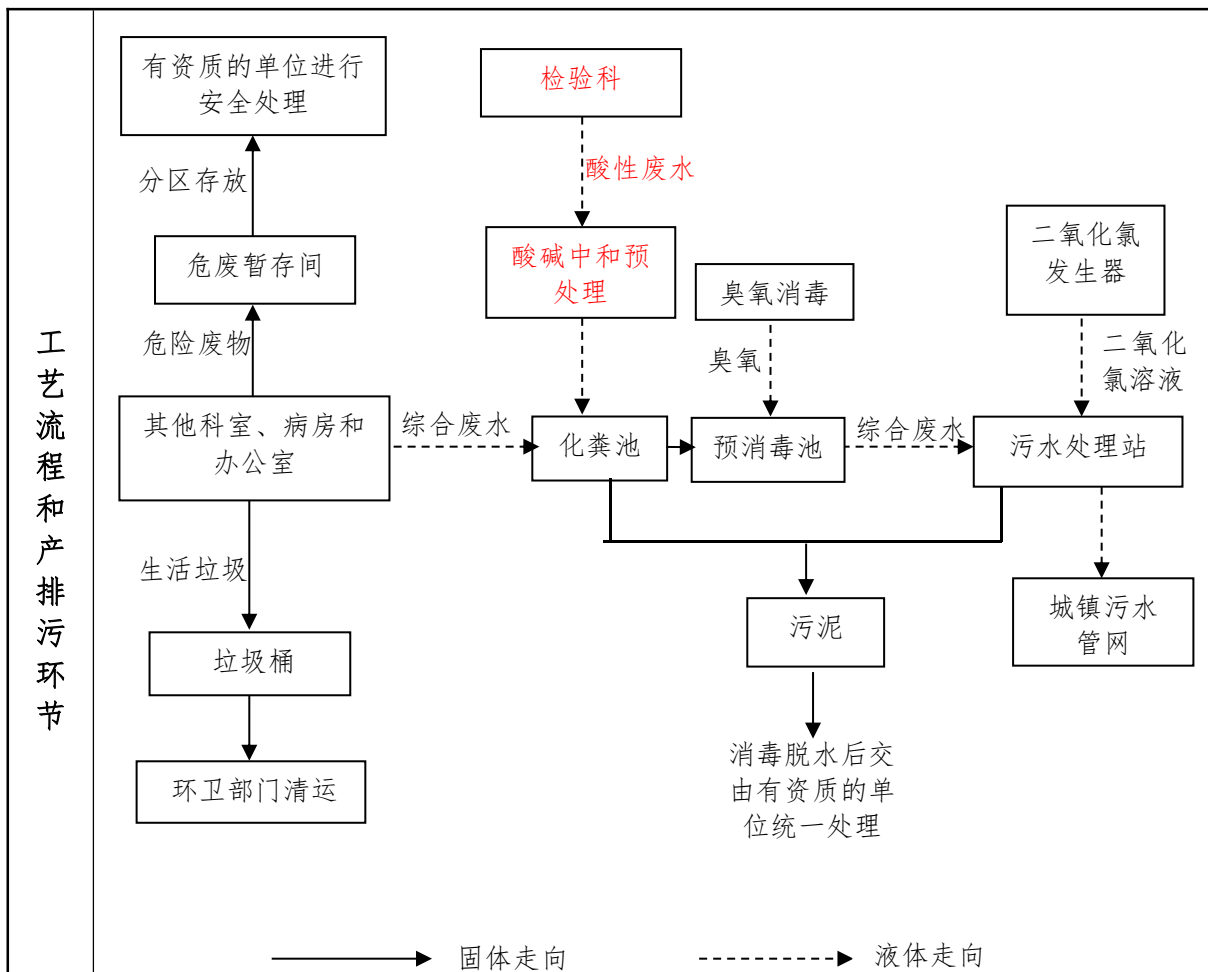 工艺流程和产排污环节
有资质的单位进行
安全处理
检验科
分区存放
酸性废水
危废暂存间
酸碱中和预
处理
臭氧消毒
二氧化氯
发生器
危险废物
臭氧
二氧化
氯溶液
其他科室、病房和
办公室
综合废水
化粪池
预消毒池
综合废水
污水处理站
生活垃圾
污泥
城镇污水
管网
垃圾桶
环卫部门清运
消毒脱水后交
由有资质的单
位统一处理
固体走向
液体走向